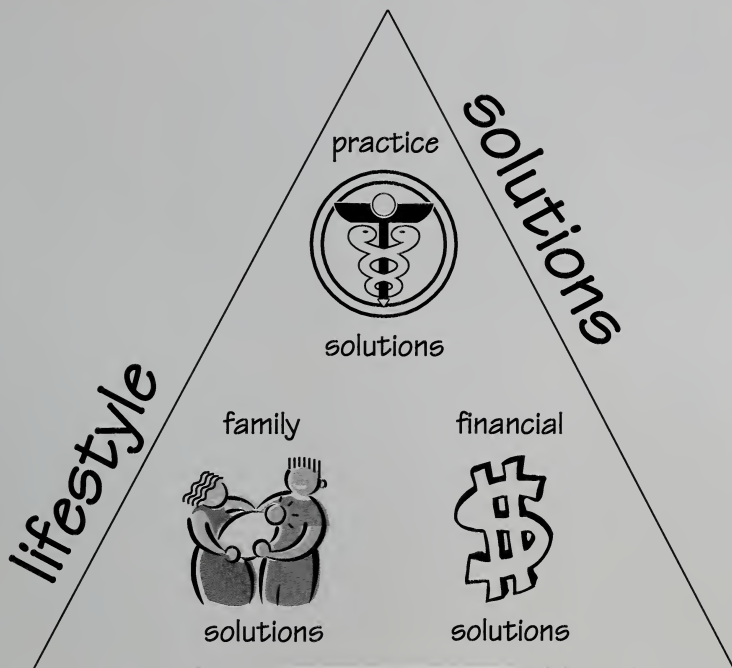 lifestyle
solutions
practice
solutions
family
solutions
financial
solutions